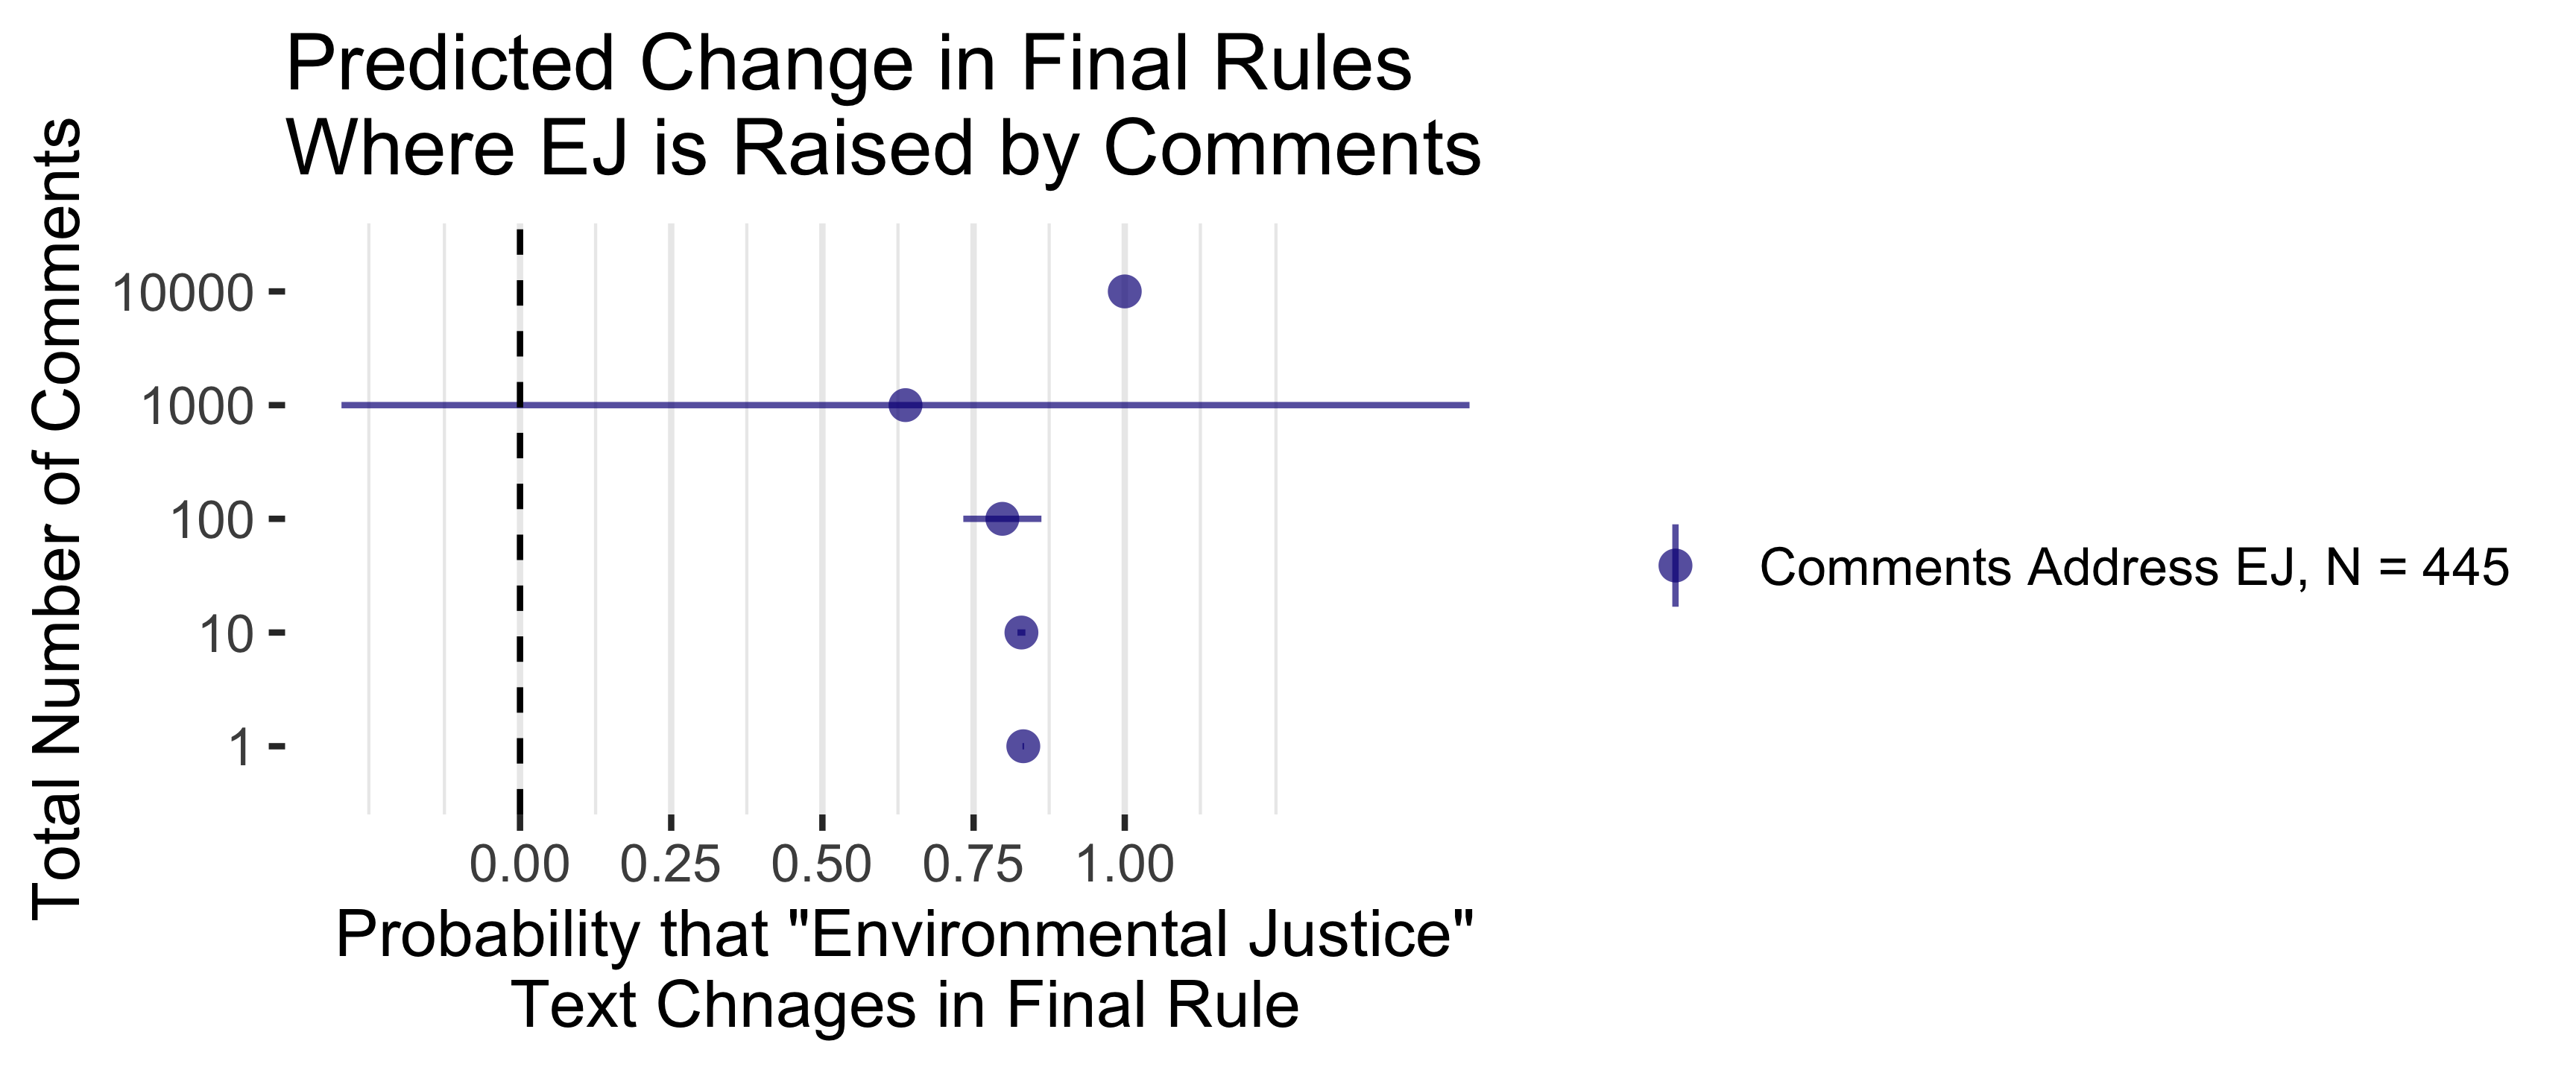 Predicted Change in Final Rules
Where EJ is Raised by Comments
Total Number of Comments
10000
1000
100
10
1
0.00 0.25 0.50 0.75 1.00
Probability that "Environmental Justice"
Text Chnages in Final Rule
Comments Address EJ, N = 445